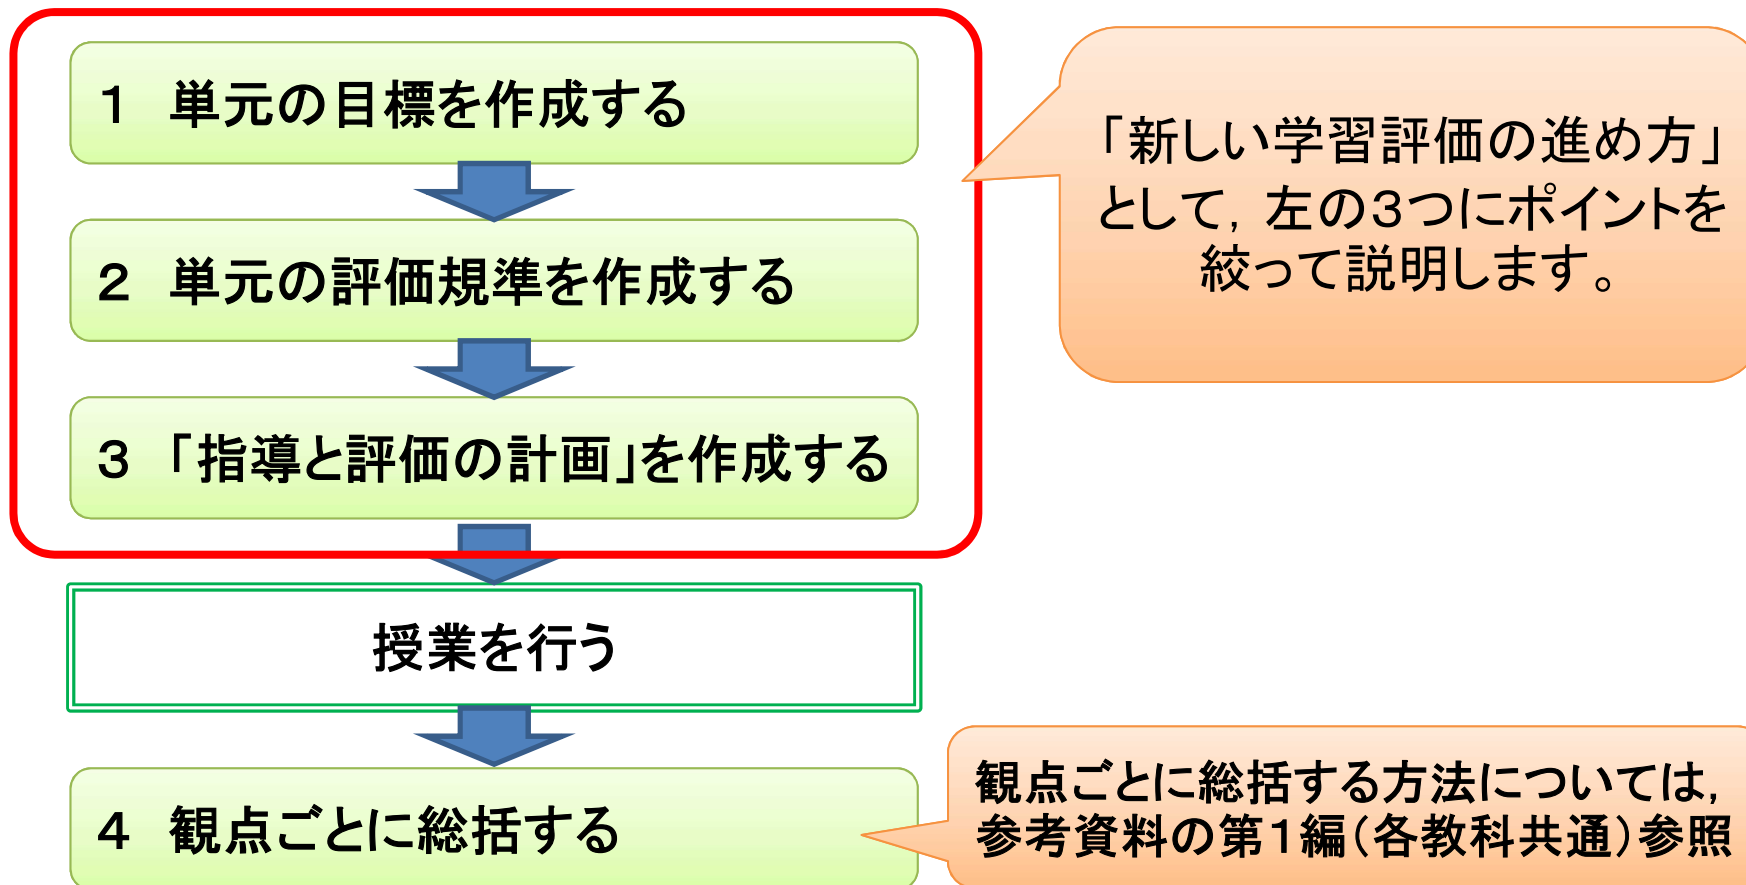 １　単元の目標を作成する
「新しい学習評価の進め方」
として，左の３つにポイントを
絞って説明します。
２　単元の評価規準を作成する
３　「指導と評価の計画」を作成する
授業を行う
４　観点ごとに総括する
観点ごとに総括する方法については，
参考資料の第１編（各教科共通）参照